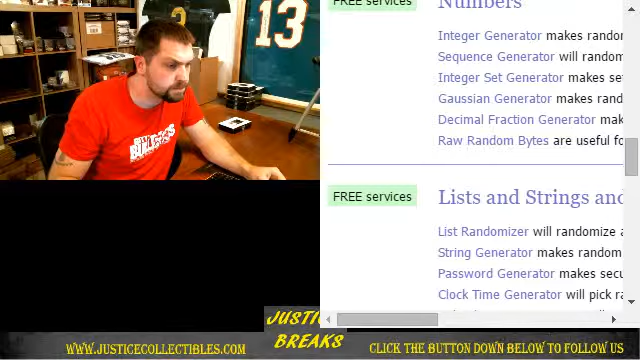 13
FREE services
Numbers
Integer Generator makes random
Sequence Generator will random
Integer Set Generator makes set
Gaussian Generator makes rand
Decimal Fraction Generator mak
Raw Random Bytes are useful fo
FREE services
Lists and Strings and
List Randomizer will randomize a
String Generator makes random
Password Generator makes secu
Clock Time Generator will pick ra
JUSTIC
BREAKS
WWW.JUSTICECOLLECTIBLES.COM
CLICK THE BUTTON DOWN BELOW TO FOLLOW US